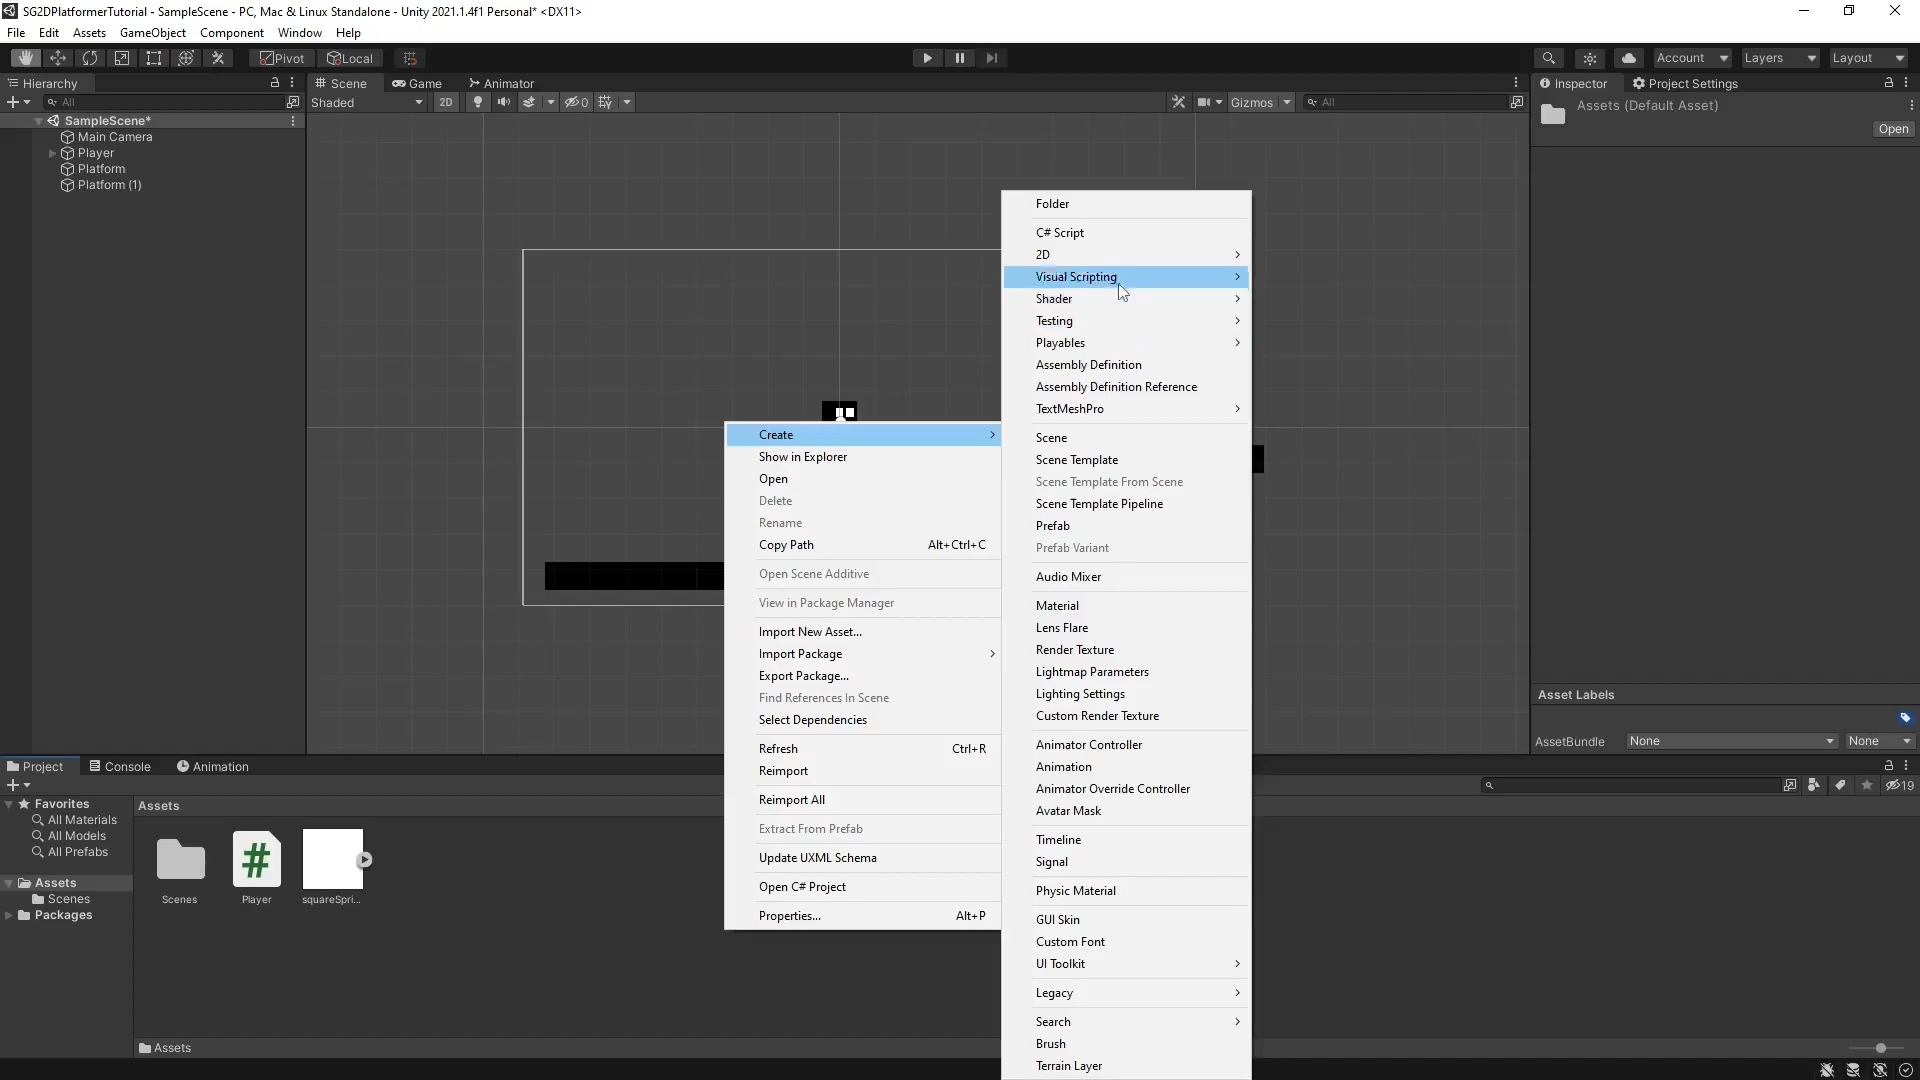 SG2DPlatformerTutorial - SampleScene - PC, Mac & Linux Standalone - Unity 2021.1.4f1 Personal* <DX11>
File Edit Assets GameObject Component Window Help
Pivot Local Account Layers Layout
Hierarchy
All
SampleScene*
Main Camera
Player
Platform
Platform (1)
Scene Game Animator
Shaded 2D 0 Gizmos All
Inspector Project Settings
Assets (Default Asset)
Open
Asset Labels
AssetBundle None None
Create
Show in Explorer
Open
Delete
Rename
Copy Path Alt+Ctrl+C
Open Scene Additive
View in Package Manager
Import New Asset...
Import Package
Export Package...
Find References In Scene
Select Dependencies
Refresh Ctrl+R
Reimport
Reimport All
Extract From Prefab
Update UXML Schema
Open C# Project
Properties... Alt+P
Folder
C# Script
2D
Visual Scripting
Shader
Testing
Playables
Assembly Definition
Assembly Definition Reference
TextMeshPro
Scene
Scene Template
Scene Template From Scene
Scene Template Pipeline
Prefab
Prefab Variant
Audio Mixer
Material
Lens Flare
Render Texture
Lightmap Parameters
Lighting Settings
Custom Render Texture
Animator Controller
Animation
Animator Override Controller
Avatar Mask
Timeline
Signal
Physic Material
GUI Skin
Custom Font
UI Toolkit
Legacy
Search
Brush
Terrain Layer
Project Console Animation
19
Favorites
All Materials
All Models
All Prefabs
Assets
Scenes
Packages
Assets
Scenes Player squareSpri...
Assets